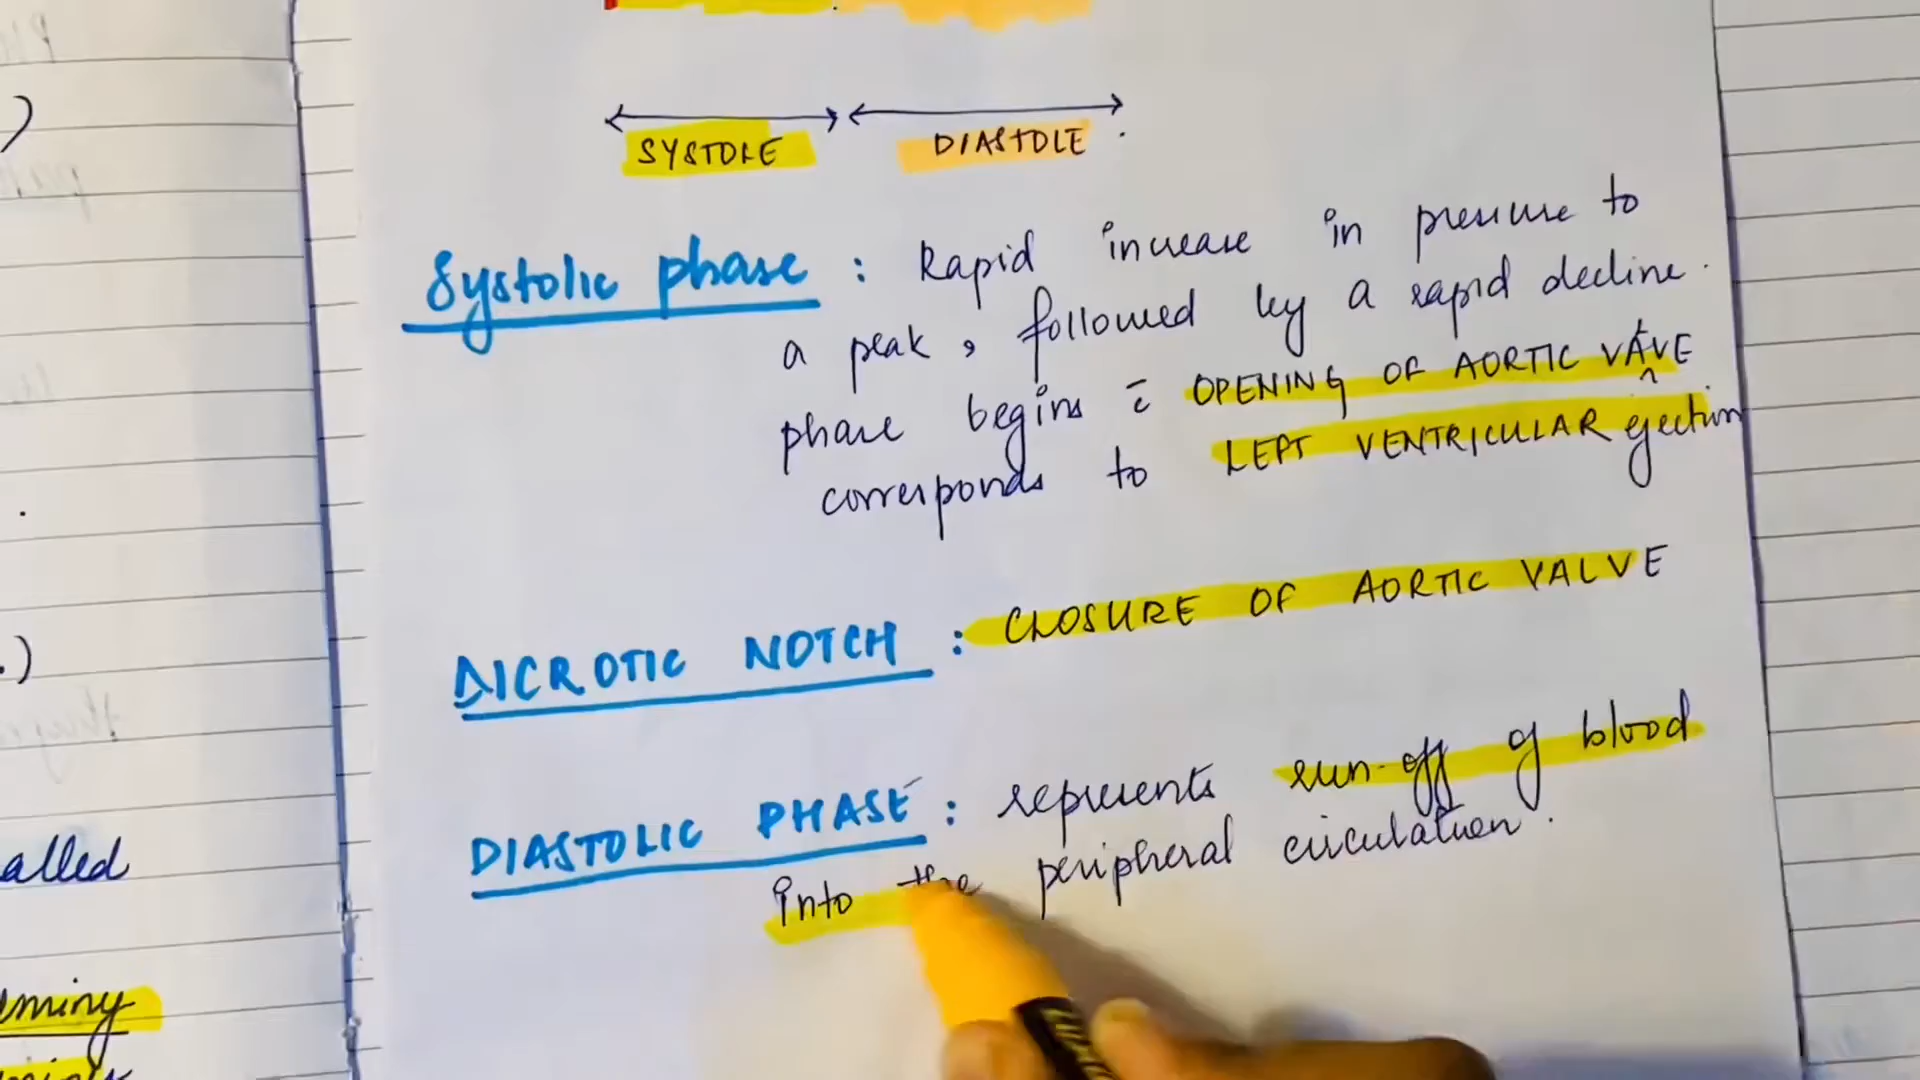 SYSTOLE
DIASTOLE
Systolic phase : Rapid increase in pressure to
a peak, followed by a rapid decline.
phase begins c̄ OPENING OF AORTIC VALVE
corresponds to LEFT VENTRICULAR ejection
DICROTIC NOTCH : CLOSURE OF AORTIC VALVE
DIASTOLIC PHASE : represents run-off of blood
into the peripheral circulation.
alled